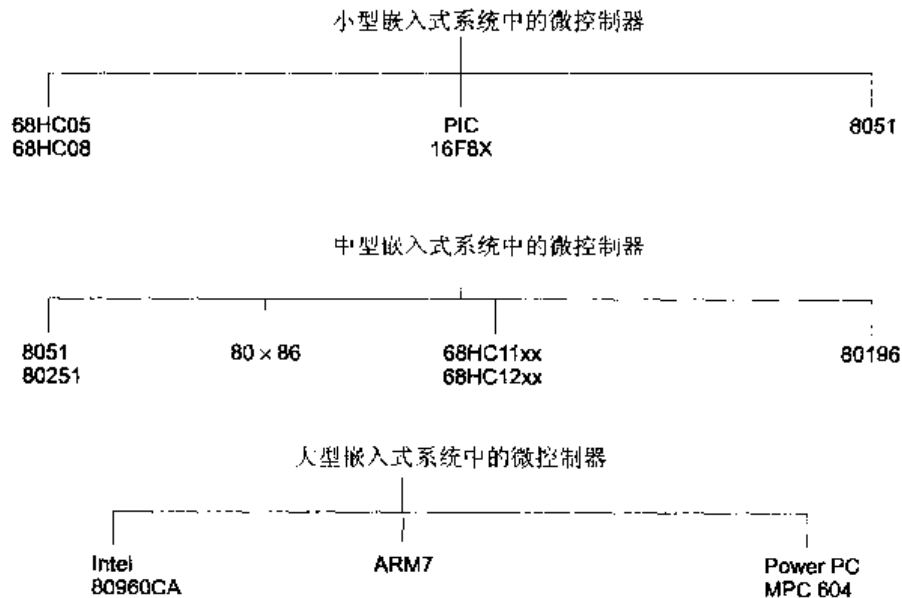 小型嵌入式系统中的微控制器
68HC05
68HC08
PIC
16F8X
8051
中型嵌入式系统中的微控制器
8051
80251
80×86
68HC11xx
68HC12xx
80196
大型嵌入式系统中的微控制器
Intel
80960CA
ARM7
Power PC
MPC 604